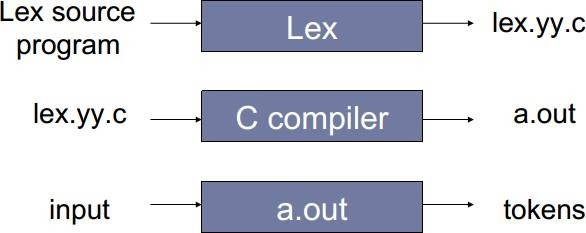 Lex source
program
Lex
lex.yy.c
lex.yy.c
C compiler
a.out
input
a.out
tokens